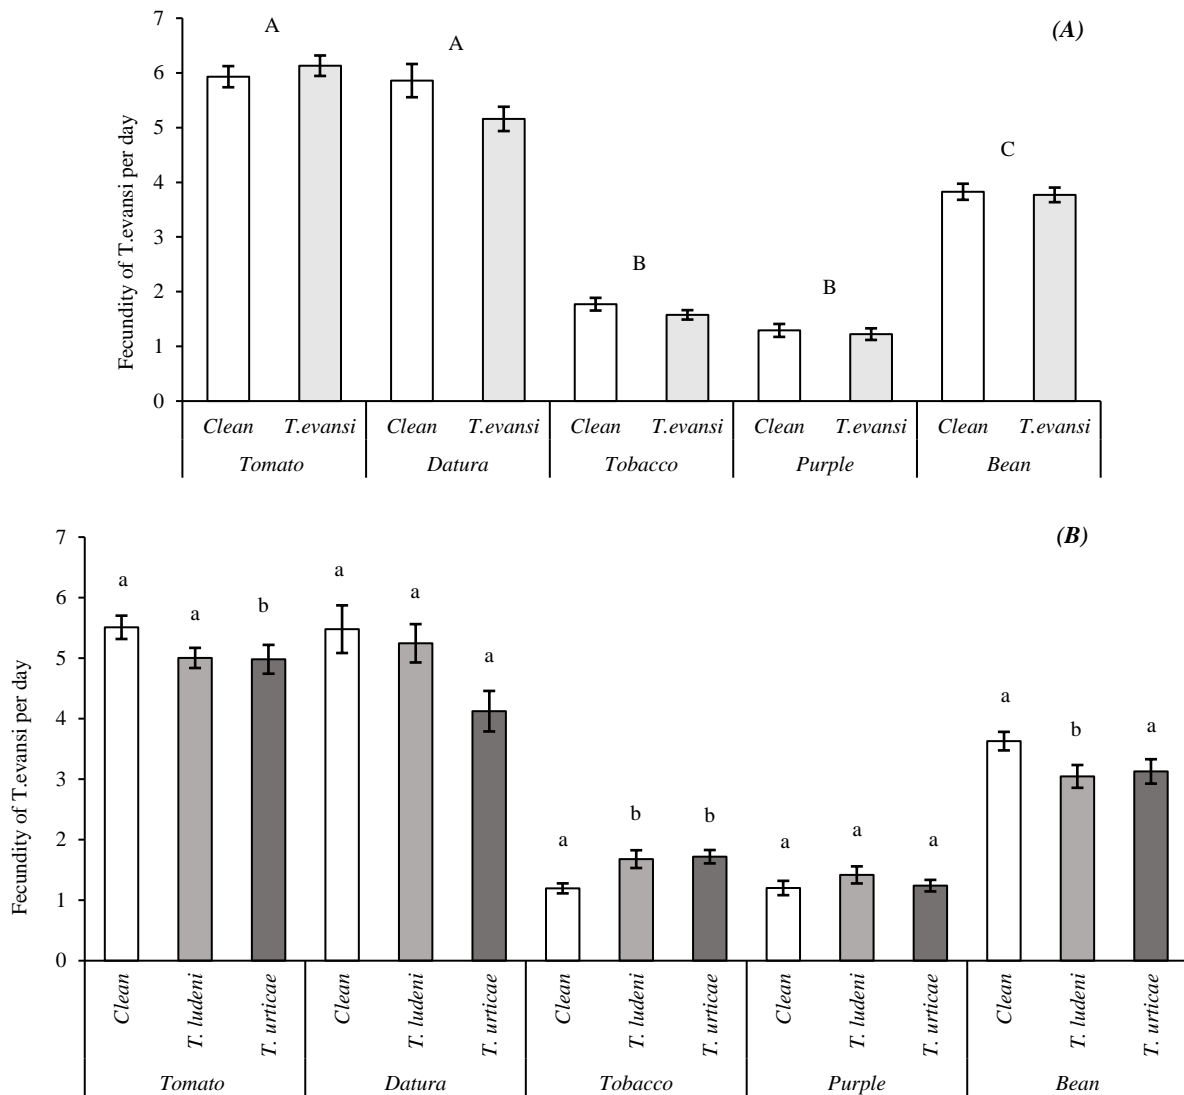 (A)
Fecundity of T.evansi per day
7
6
5
4
3
2
1
0
A
A
B
B
C
Clean T.evansi Clean T.evansi Clean T.evansi Clean T.evansi Clean T.evansi
Tomato Datura Tobacco Purple Bean
(B)
Fecundity of T.evansi per day
7
6
5
4
3
2
1
0
a a b a a a a b b a a a a b a
Clean T. ludeni T. urticae Clean T. ludeni T. urticae Clean T. ludeni T. urticae Clean T. ludeni T. urticae Clean T. ludeni T. urticae
Tomato Datura Tobacco Purple Bean